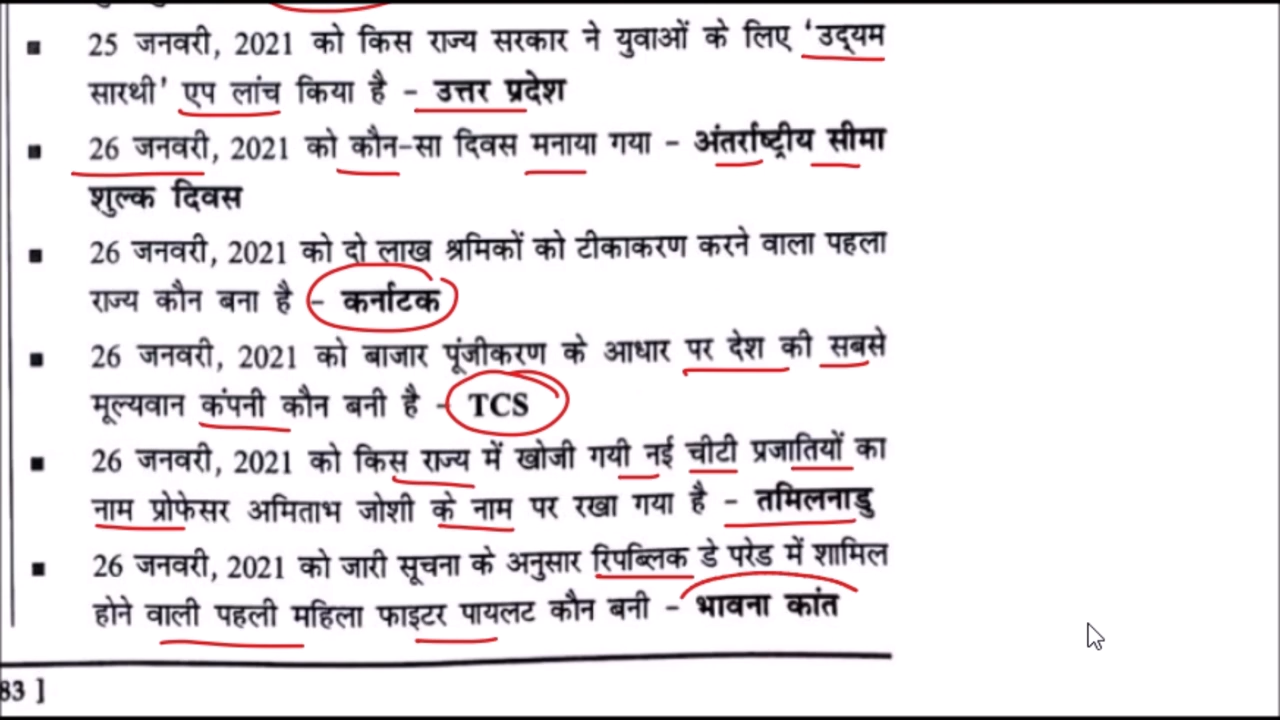 25 जनवरी, 2021 को किस राज्य सरकार ने युवाओं के लिए ‘उद्यम
सारथी’ एप लांच किया है – उत्तर प्रदेश
26 जनवरी, 2021 को कौन-सा दिवस मनाया गया – अंतर्राष्ट्रीय सीमा
शुल्क दिवस
26 जनवरी, 2021 को दो लाख श्रमिकों को टीकाकरण करने वाला पहला
राज्य कौन बना है – कर्नाटक
26 जनवरी, 2021 को बाजार पूंजीकरण के आधार पर देश की सबसे
मूल्यवान कंपनी कौन बनी है – TCS
26 जनवरी, 2021 को किस राज्य में खोजी गयी नई चीटी प्रजातियों का
नाम प्रोफेसर अमिताभ जोशी के नाम पर रखा गया है – तमिलनाडु
26 जनवरी, 2021 को जारी सूचना के अनुसार रिपब्लिक डे परेड में शामिल
होने वाली पहली महिला फाइटर पायलट कौन बनी – भावना कांत
83 ]